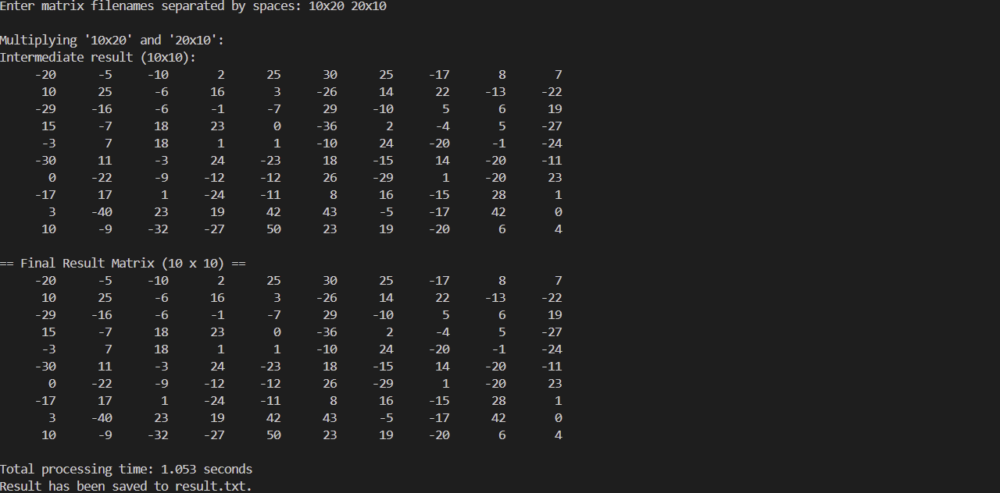 Enter matrix filenames separated by spaces: 10x20 20x10
Multiplying '10x20' and '20x10':
Intermediate result (10x10):
-20 -5 -10 2 25 30 25 -17 8 7
10 25 -6 16 3 -26 14 22 -13 -22
-29 -16 -6 -1 -7 29 -10 5 6 19
15 -7 18 23 0 -36 2 -4 5 -27
-3 7 18 1 1 -10 24 -20 -1 -24
-30 11 -3 24 -23 18 -15 14 -20 -11
0 -22 -9 -12 -12 26 -29 1 -20 23
-17 17 1 -24 -11 8 16 -15 28 1
3 -40 23 19 42 43 -5 -17 42 0
10 -9 -32 -27 50 23 19 -20 6 4
== Final Result Matrix (10 x 10) ==
-20 -5 -10 2 25 30 25 -17 8 7
10 25 -6 16 3 -26 14 22 -13 -22
-29 -16 -6 -1 -7 29 -10 5 6 19
15 -7 18 23 0 -36 2 -4 5 -27
-3 7 18 1 1 -10 24 -20 -1 -24
-30 11 -3 24 -23 18 -15 14 -20 -11
0 -22 -9 -12 -12 26 -29 1 -20 23
-17 17 1 -24 -11 8 16 -15 28 1
3 -40 23 19 42 43 -5 -17 42 0
10 -9 -32 -27 50 23 19 -20 6 4
Total processing time: 1.053 seconds
Result has been saved to result.txt.